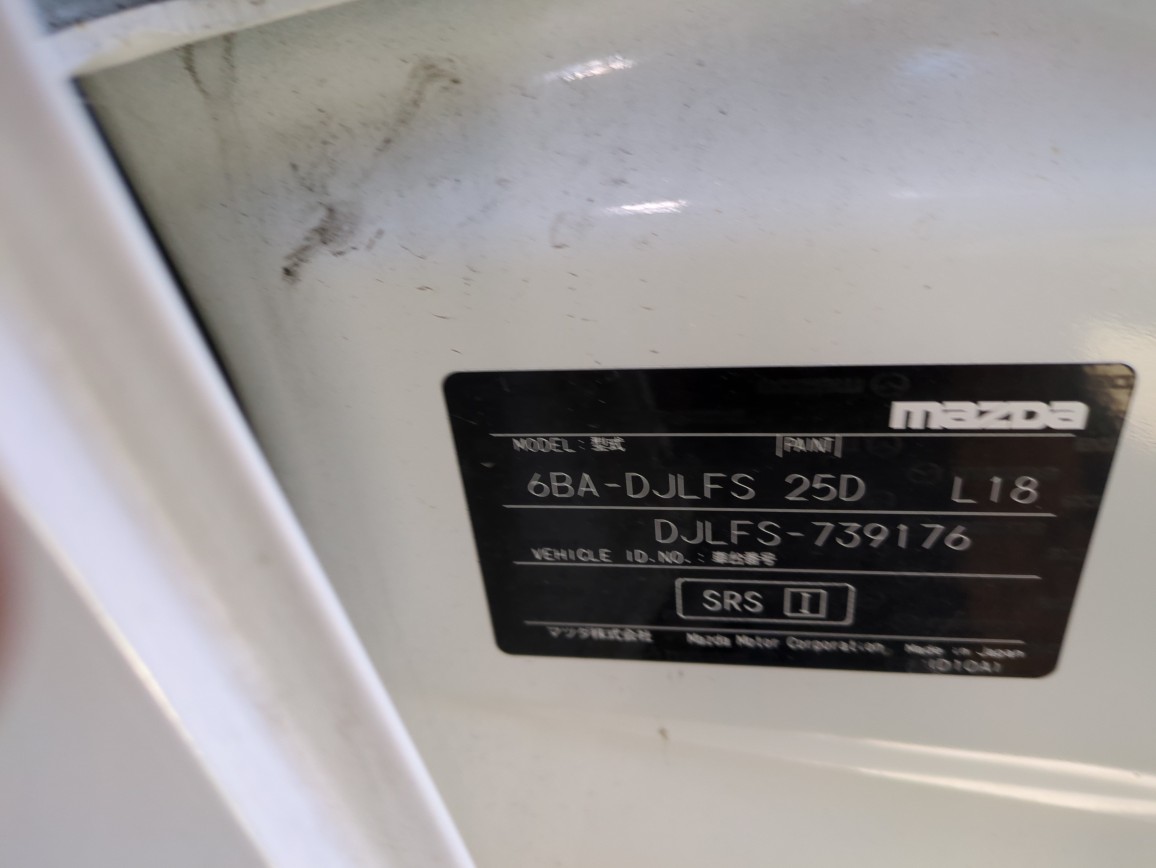 mazda
MODEL : 型式 PAINT
6BA-DJLFS 25D L18
DJLFS-739176
VEHICLE ID.NO. : 車台番号
SRS I
マツダ株式会社 Mazda Motor Corporation, Made in Japan
(D10A)